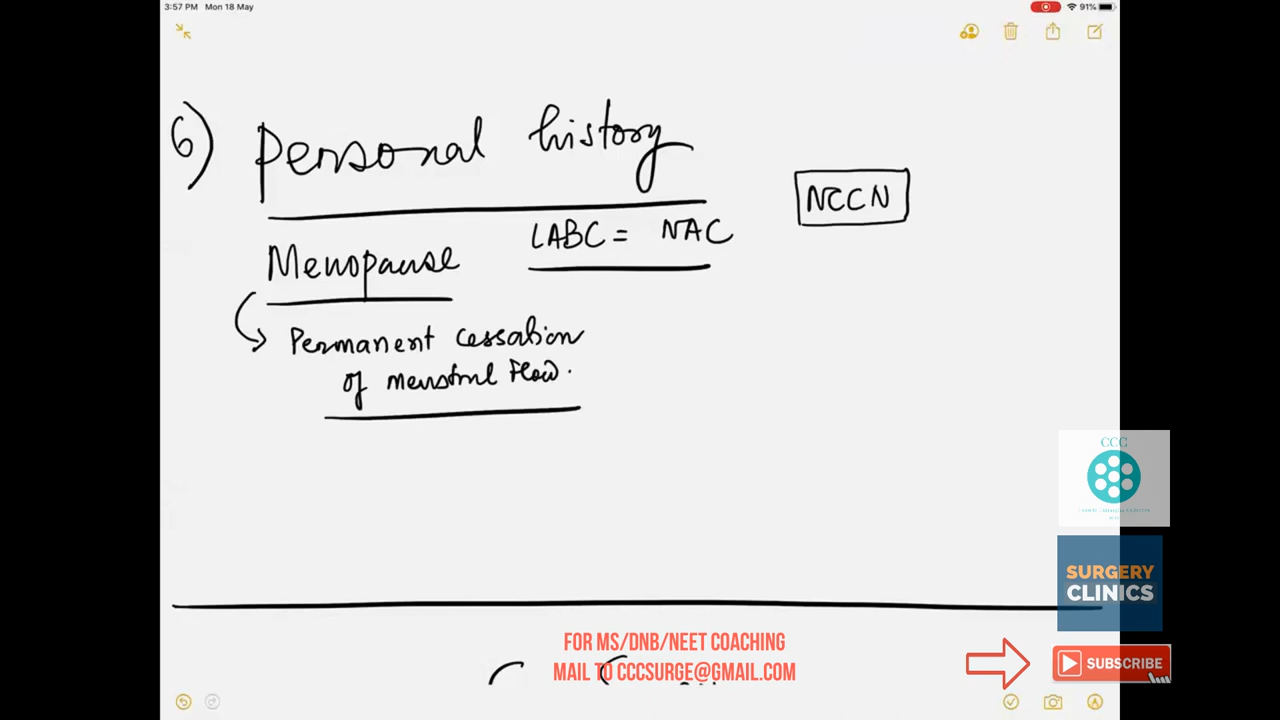 3:57 PM Mon 18 May
91%
6) Personal history
NCCN
LABC = NAC
Menopause
Permanent cessation
of menstrual flow.
CCC
SURGERY
CLINICS
FOR MS/DNB/NEET COACHING
MAIL TO CCCSURGE@GMAIL.COM
SUBSCRIBE